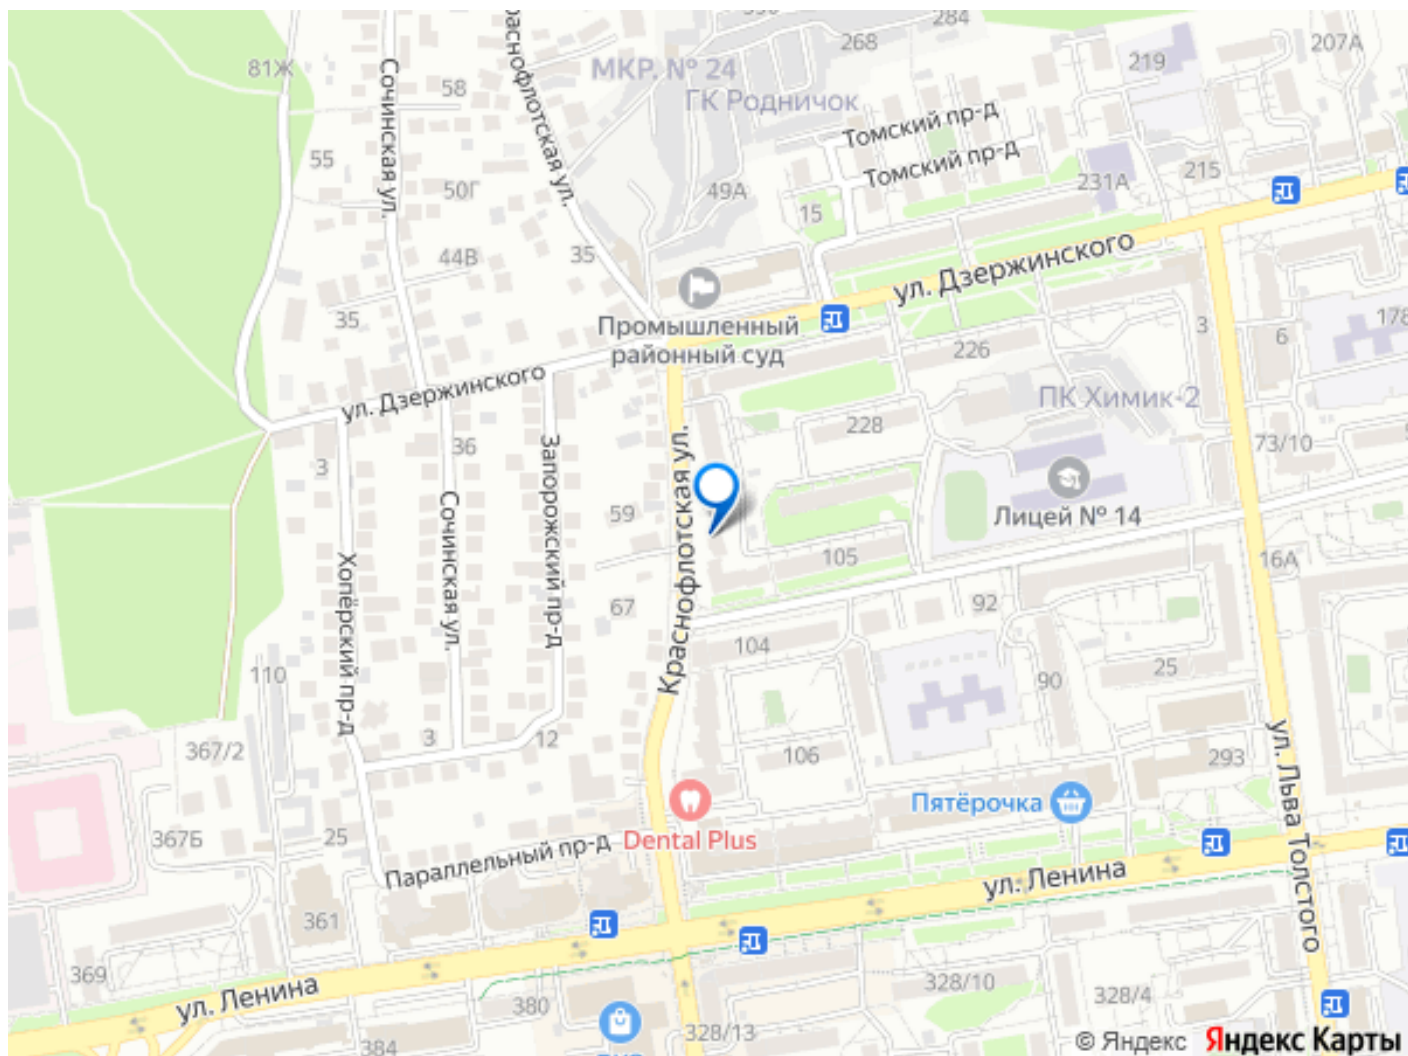 284
268
207А
219
81Ж
Сочинская ул.
58
МКР. № 24
ГК Родничок
Томский пр-д
Томский пр-д
55
50Г
49А
231А
215
15
44В
35
ул. Дзержинского
35
Промышленный
районный суд
3
6
178
226
ул. Дзержинского
ПК Химик-2
36
228
3
73/10
Краснофлотская ул.
Запорожский пр-д
Сочинская ул.
59
Лицей № 14
Хопёрский пр-д
105
16А
67
92
104
25
110
90
3
12
367/2
106
293
ул. Льва Толстого
Пятёрочка
367Б
25
Dental Plus
Параллельный пр-д
ул. Ленина
361
369
328/10
ул. Ленина
380
328/4
328/13
384
© Яндекс Яндекс Карты